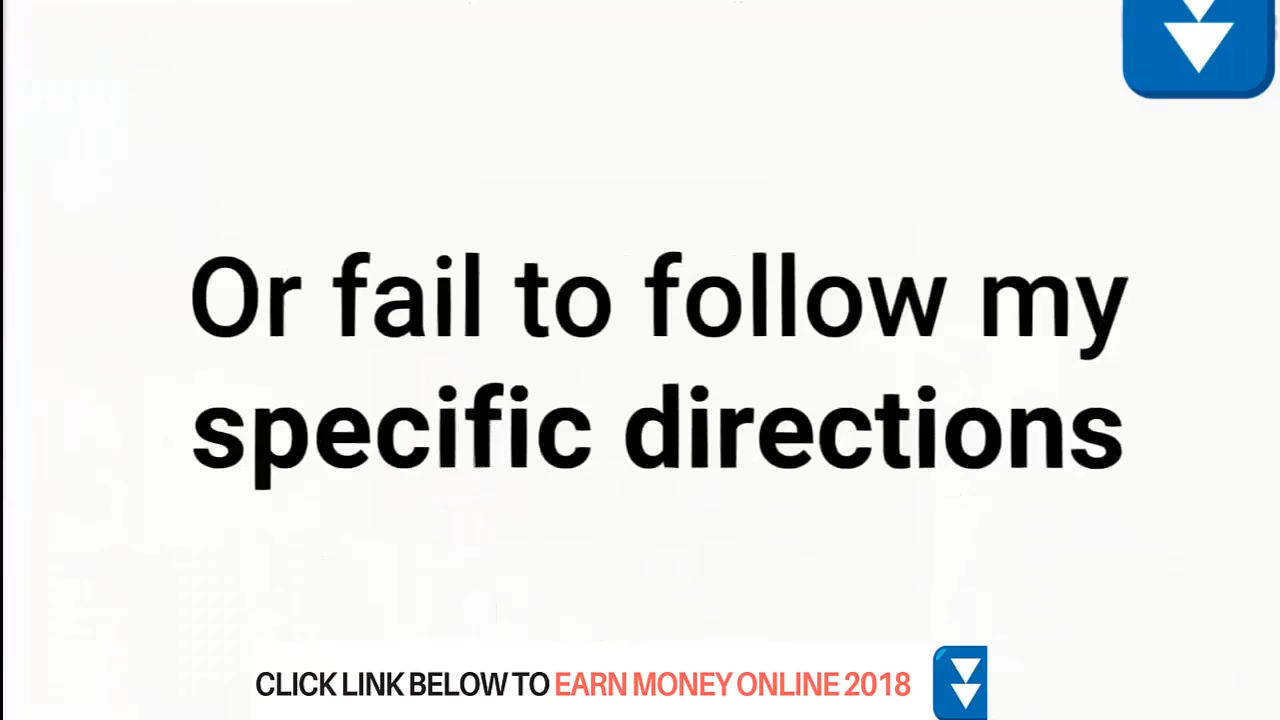 Or fail to follow my
specific directions
CLICK LINK BELOW TO EARN MONEY ONLINE 2018